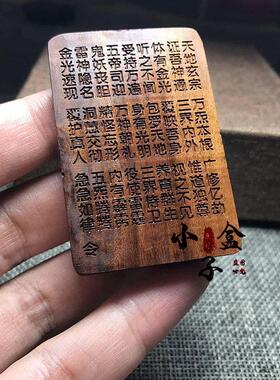 天地玄宗 万炁本根 广修亿劫
证吾神通 三界内外 惟道独尊
体有金光 覆映吾身 视之不见
听之不闻 包罗天地 养育群生
受持万遍 身有光明 三界侍卫
五帝司迎 万神朝礼 役使雷霆
鬼妖丧胆 精怪忘形 内有霹雳
雷神隐名 洞慧交彻 五炁腾腾
金光速现 覆护真人 急急如律令
小盒子